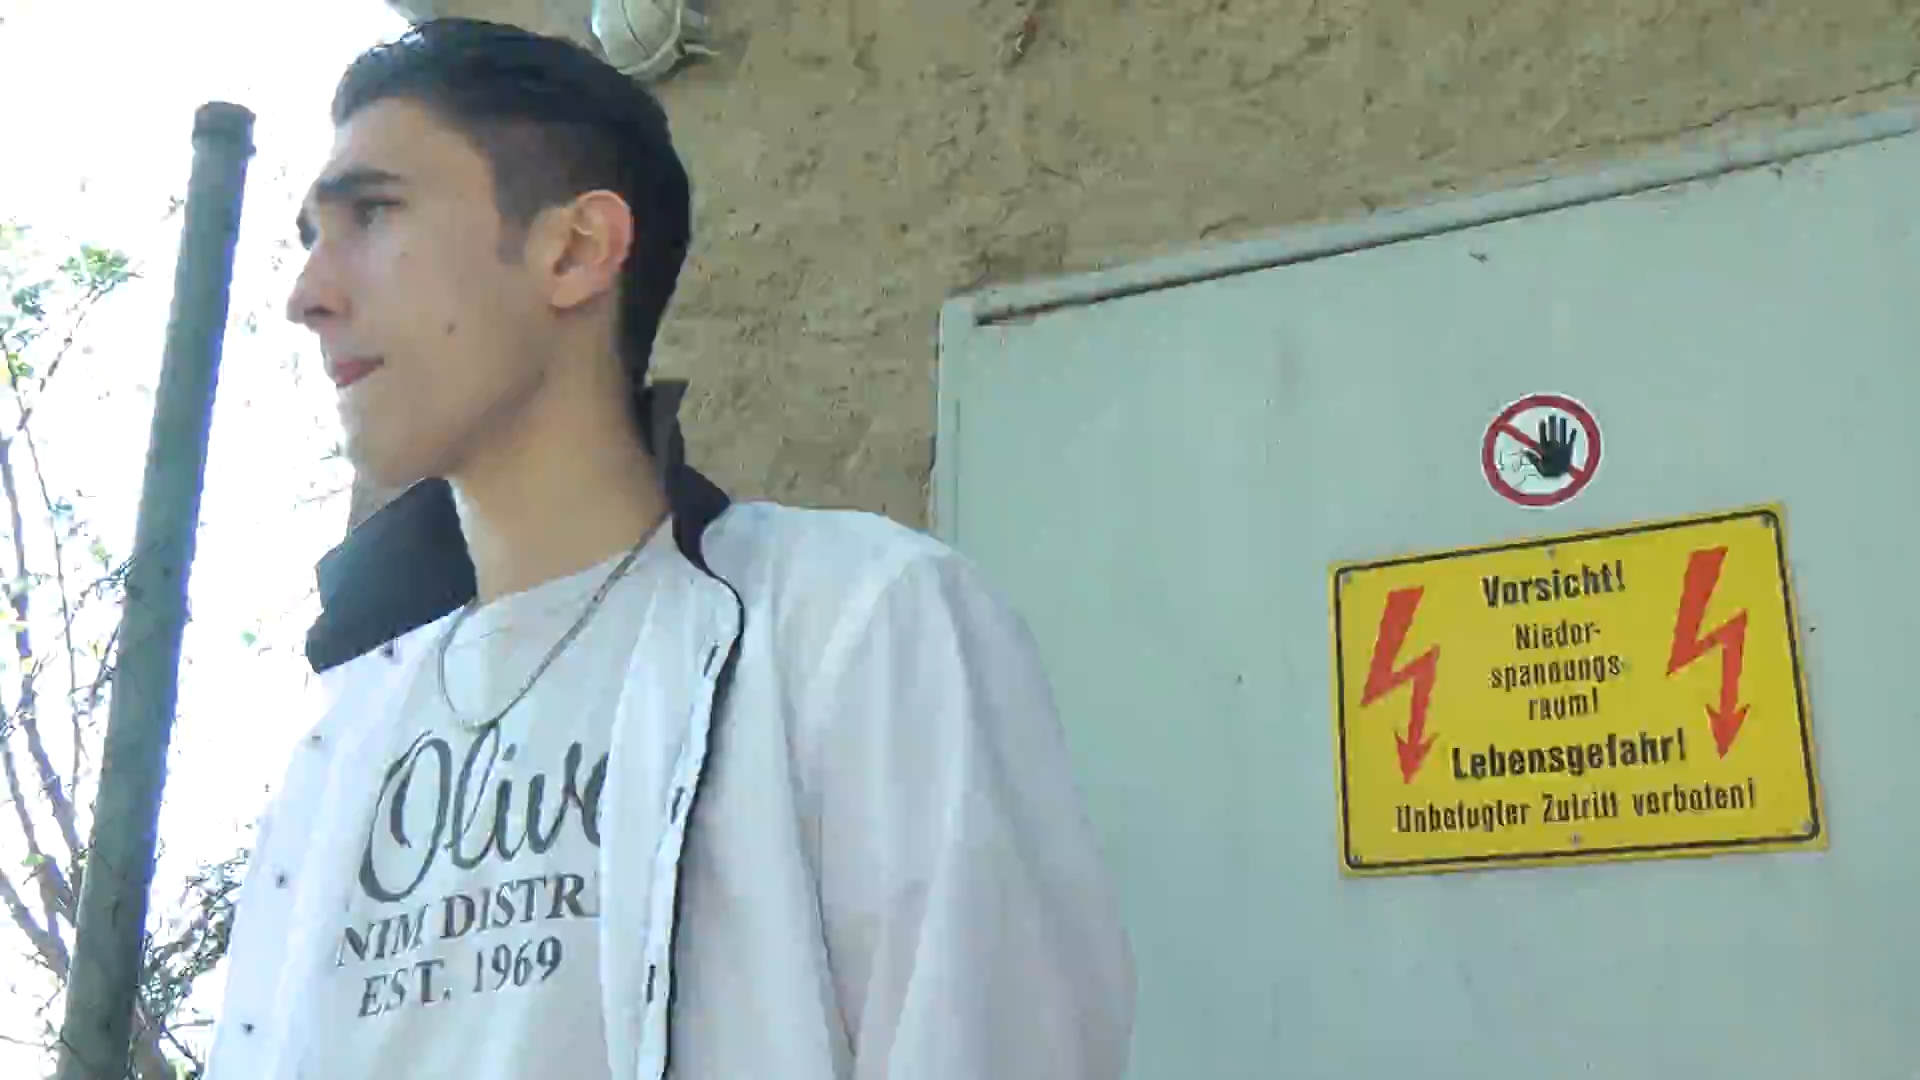 Olive
NIM DISTR
EST. 1969
Vorsicht!
Nieder-
spannungs-
raum!
Lebensgefahr!
Unbefugter Zutritt verboten!